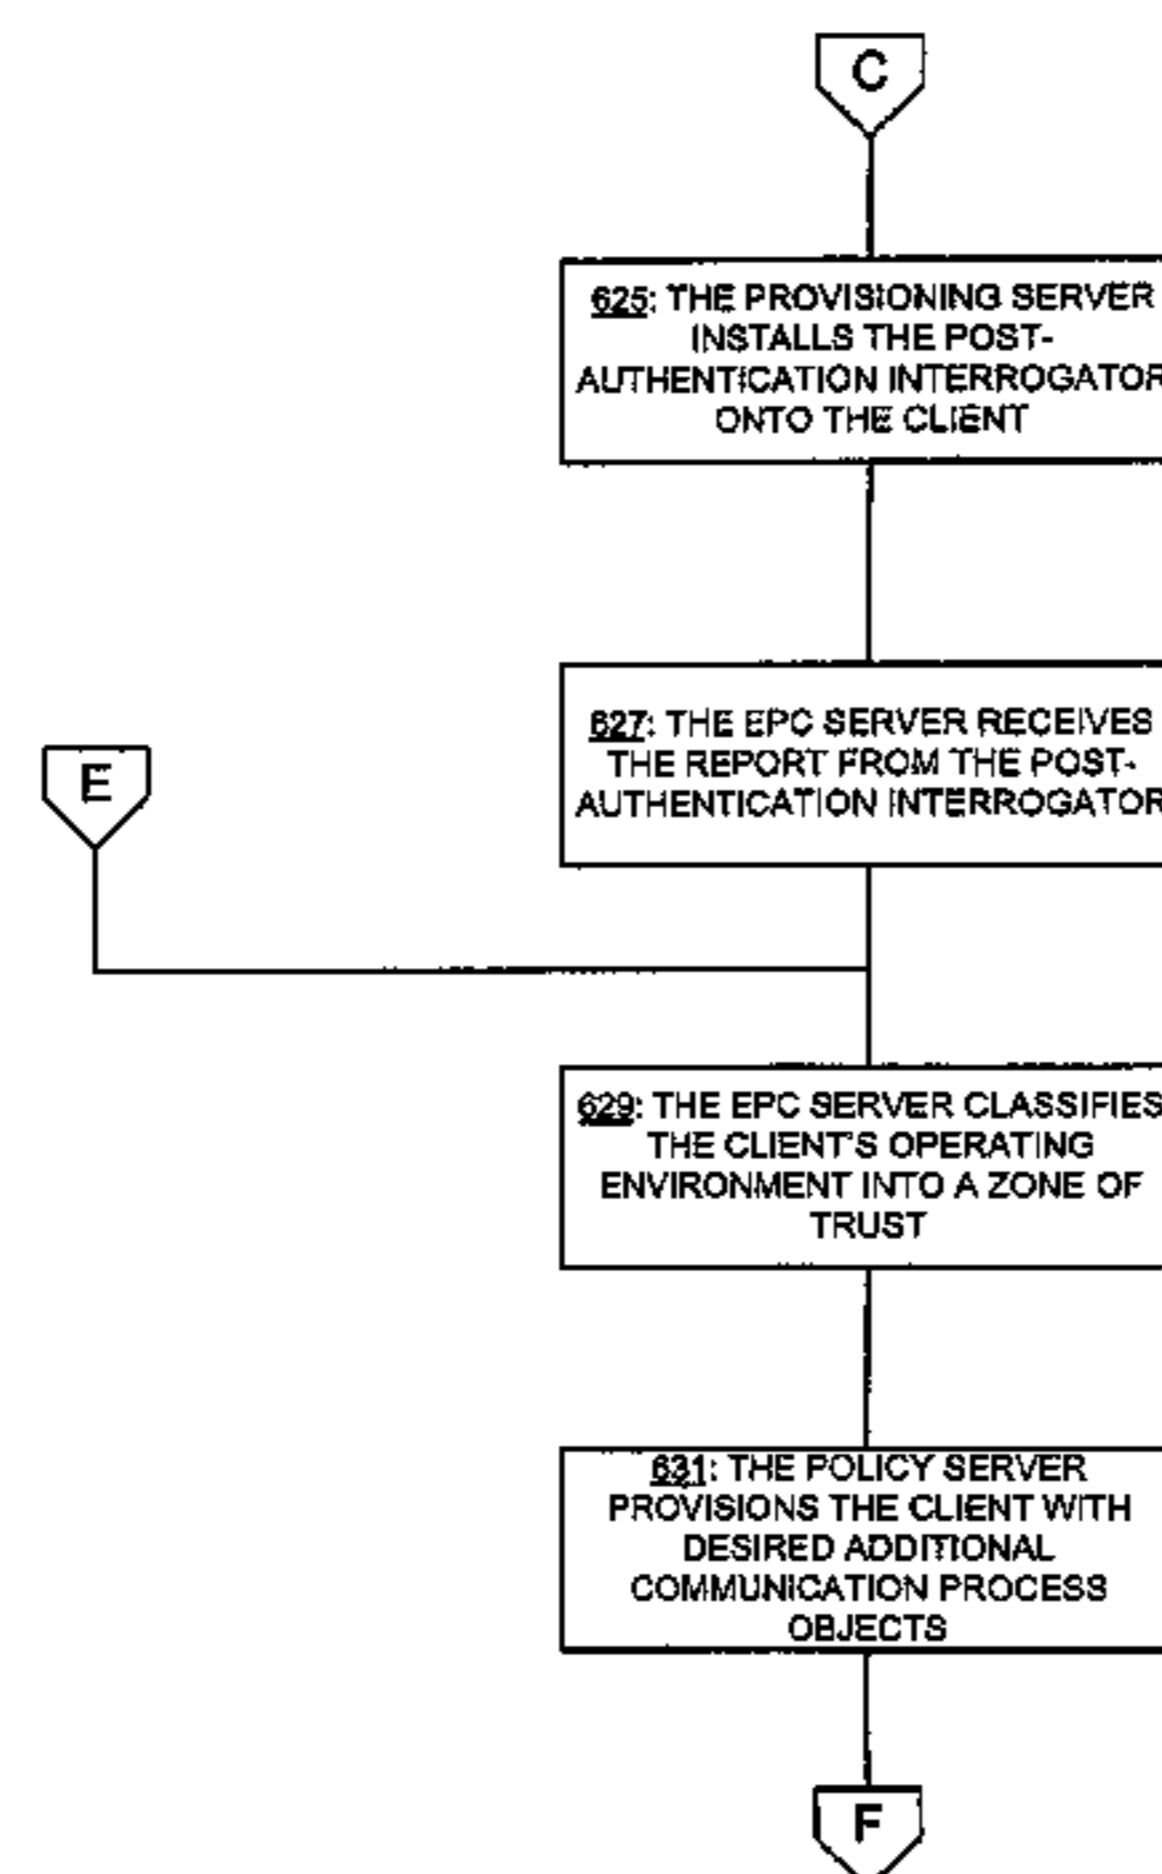 C
625: THE PROVISIONING SERVER
INSTALLS THE POST-
AUTHENTICATION INTERROGATOR
ONTO THE CLIENT
627: THE EPC SERVER RECEIVES
THE REPORT FROM THE POST-
AUTHENTICATION INTERROGATOR
E
629: THE EPC SERVER CLASSIFIES
THE CLIENT'S OPERATING
ENVIRONMENT INTO A ZONE OF
TRUST
631: THE POLICY SERVER
PROVISIONS THE CLIENT WITH
DESIRED ADDITIONAL
COMMUNICATION PROCESS
OBJECTS
F